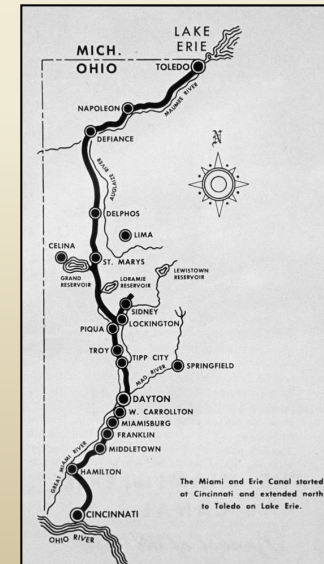 LAKE
ERIE
MICH.
OHIO
TOLEDO
NAPOLEON
MAUMEE RIVER
DEFIANCE
AUGLAIZE RIVER
DELPHOS
LIMA
CELINA
ST. MARYS
GRAND
RESERVOIR
LORAMIE
RESERVOIR
LEWISTOWN
RESERVOIR
SIDNEY
LOCKINGTON
PIQUA
TROY
TIPP CITY
MAD RIVER
SPRINGFIELD
DAYTON
W. CARROLLTON
MIAMISBURG
FRANKLIN
MIDDLETOWN
GREAT MIAMI RIVER
HAMILTON
CINCINNATI
OHIO RIVER
N
The Miami and Erie Canal started
at Cincinnati and extended north
to Toledo on Lake Erie.